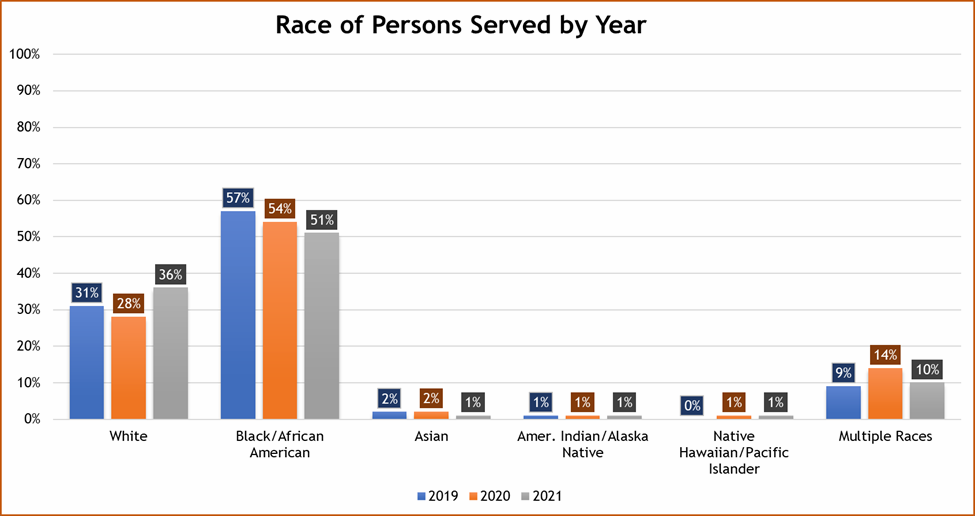 Race of Persons Served by Year
100%
90%
80%
70%
60%
50%
40%
30%
20%
10%
0%
31%
28%
36%
57%
54%
51%
2%
2%
1%
1%
1%
1%
0%
1%
1%
9%
14%
10%
White
Black/African
American
Asian
Amer. Indian/Alaska
Native
Native
Hawaiian/Pacific
Islander
Multiple Races
2019 2020 2021